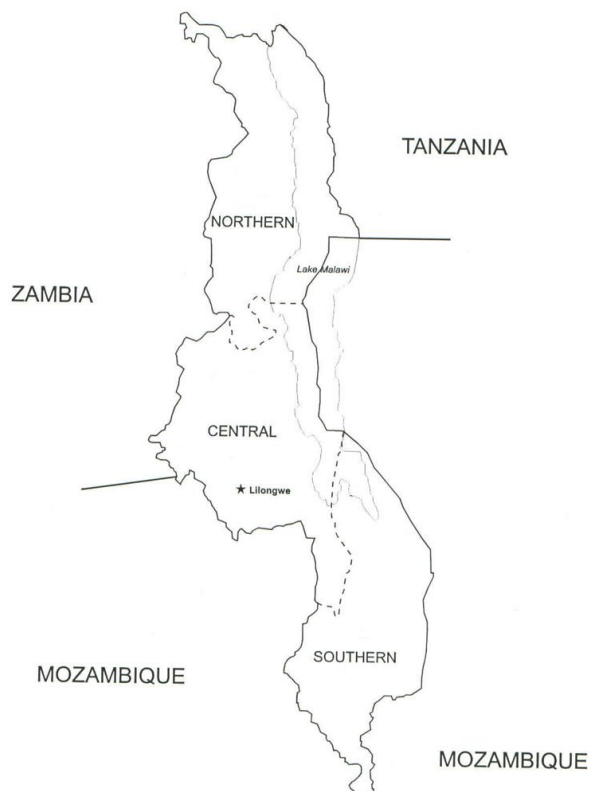 TANZANIA
NORTHERN
Lake Malawi
ZAMBIA
CENTRAL
Lilongwe
SOUTHERN
MOZAMBIQUE
MOZAMBIQUE